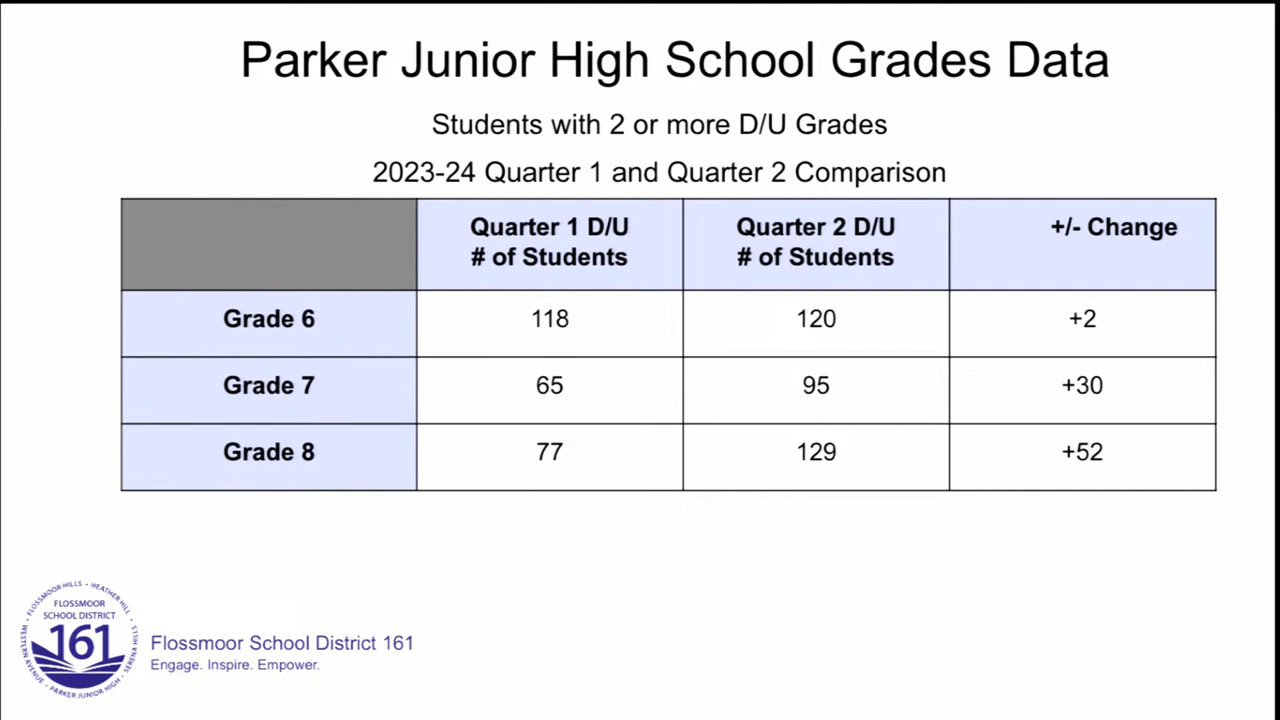 Parker Junior High School Grades Data
Students with 2 or more D/U Grades
2023-24 Quarter 1 and Quarter 2 Comparison
Quarter 1 D/U # of Students Quarter 2 D/U # of Students +/- Change
Grade 6 118 120 +2
Grade 7 65 95 +30
Grade 8 77 129 +52
FLOSSMOOR HILLS • HEATHER HILL • SERENA HILLS • PARKER JUNIOR HIGH • WESTERN AVENUE •
FLOSSMOOR
SCHOOL DISTRICT
161
Flossmoor School District 161
Engage. Inspire. Empower.